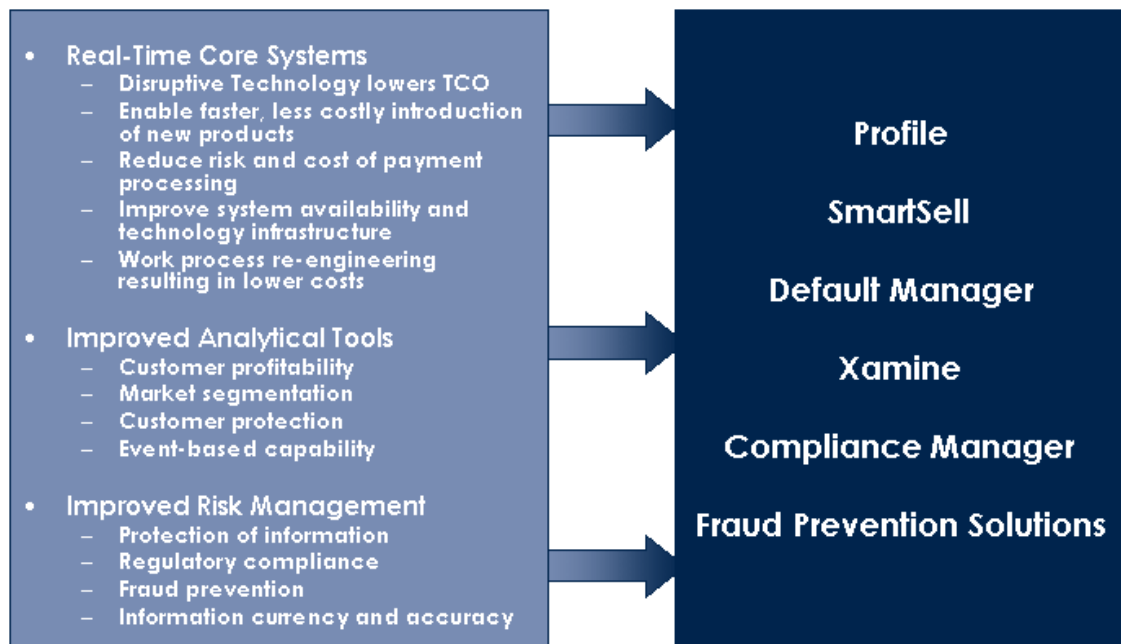 • Real-Time Core Systems
– Disruptive Technology lowers TCO
– Enable faster, less costly introduction
of new products
– Reduce risk and cost of payment
processing
– Improve system availability and
technology infrastructure
– Work process re-engineering
resulting in lower costs
• Improved Analytical Tools
– Customer profitability
– Market segmentation
– Customer protection
– Event-based capability
• Improved Risk Management
– Protection of information
– Regulatory compliance
– Fraud prevention
– Information currency and accuracy
Profile
SmartSell
Default Manager
Xamine
Compliance Manager
Fraud Prevention Solutions